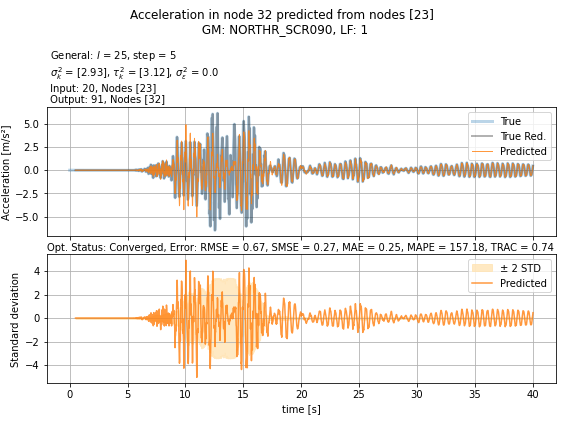 Acceleration in node 32 predicted from nodes [23]
GM: NORTHR_SCR090, LF: 1
General: l = 25, step = 5
σ²ₖ = [2.93], τ²ₖ = [3.12], σ²ε = 0.0
Input: 20, Nodes [23]
Output: 91, Nodes [32]
Acceleration [m/s²]
5.0
2.5
0.0
−2.5
−5.0
True
True Red.
Predicted
Opt. Status: Converged, Error: RMSE = 0.67, SMSE = 0.27, MAE = 0.25, MAPE = 157.18, TRAC = 0.74
Standard deviation
4
2
0
−2
−4
± 2 STD
Predicted
0 5 10 15 20 25 30 35 40
time [s]